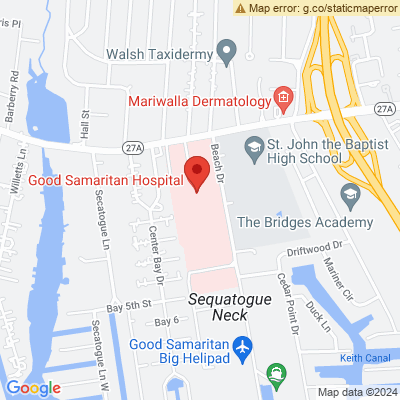 Map error: g.co/staticmaperror
Barberry Rd
Walsh Taxidermy
Mariwalla Dermatology
Hall St
27A
27A
Willetts Ln
Beach Dr
St. John the Baptist
High School
Good Samaritan Hospital
Secatogue Ln
The Bridges Academy
Center Bay Dr
Driftwood Dr
Mariner Cir
Bay 5th St
Sequatogue
Neck
Cedar Point Dr
Duck Ln
Bay 6
Secatogue Ln W
Good Samaritan
Big Helipad
Keith Canal
Google
Map data ©2024